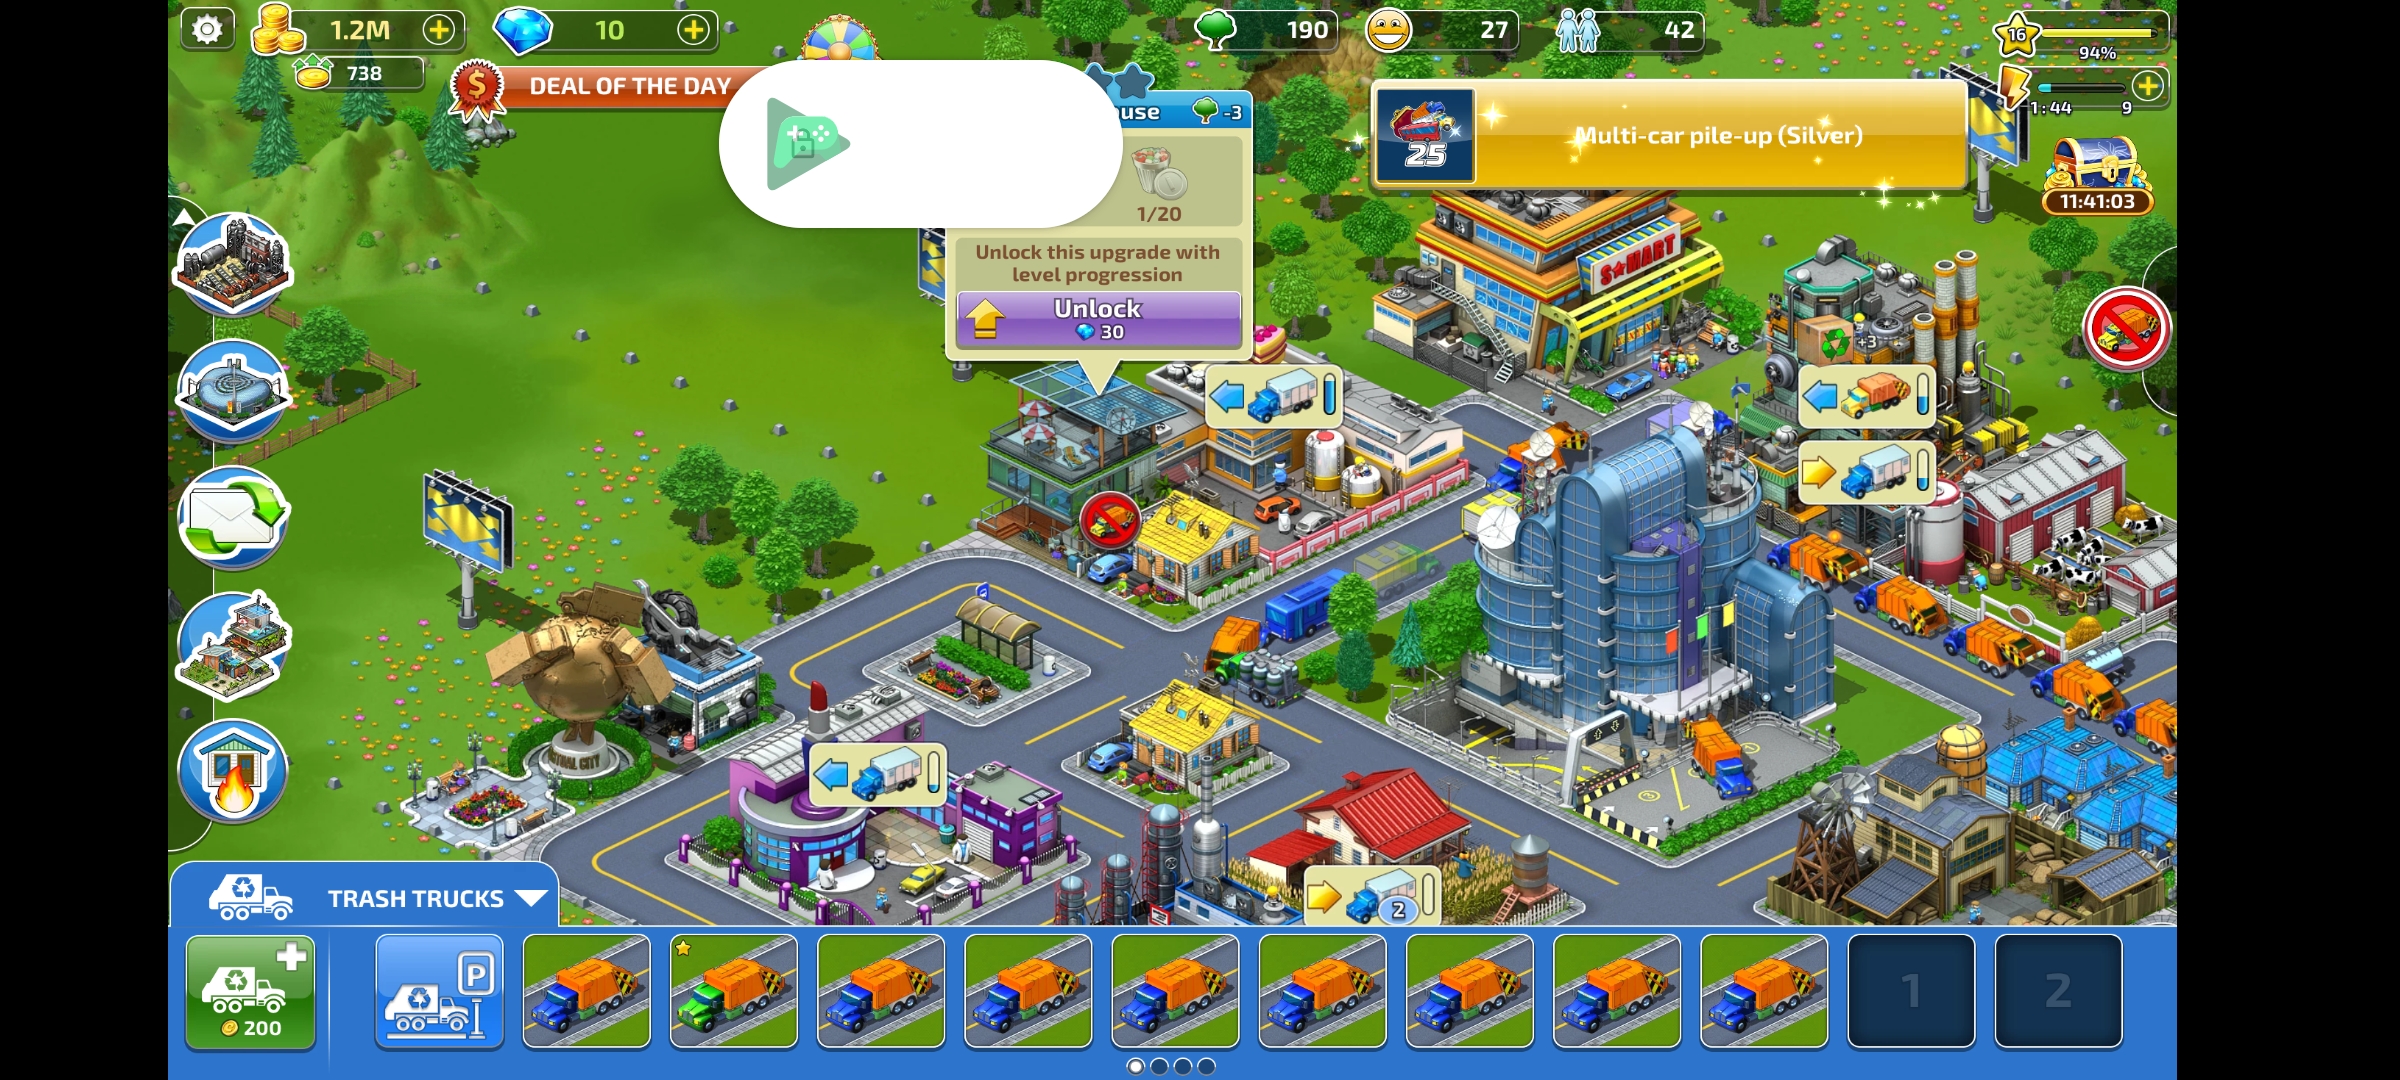 1.2M
10
190
27
42
16
94%
738
DEAL OF THE DAY
use
-3
1:44
9
25
Multi-car pile-up (Silver)
11:41:03
1/20
Unlock this upgrade with
level progression
Unlock
30
S★MART
+3
2
TRASH TRUCKS
P
200
1
2